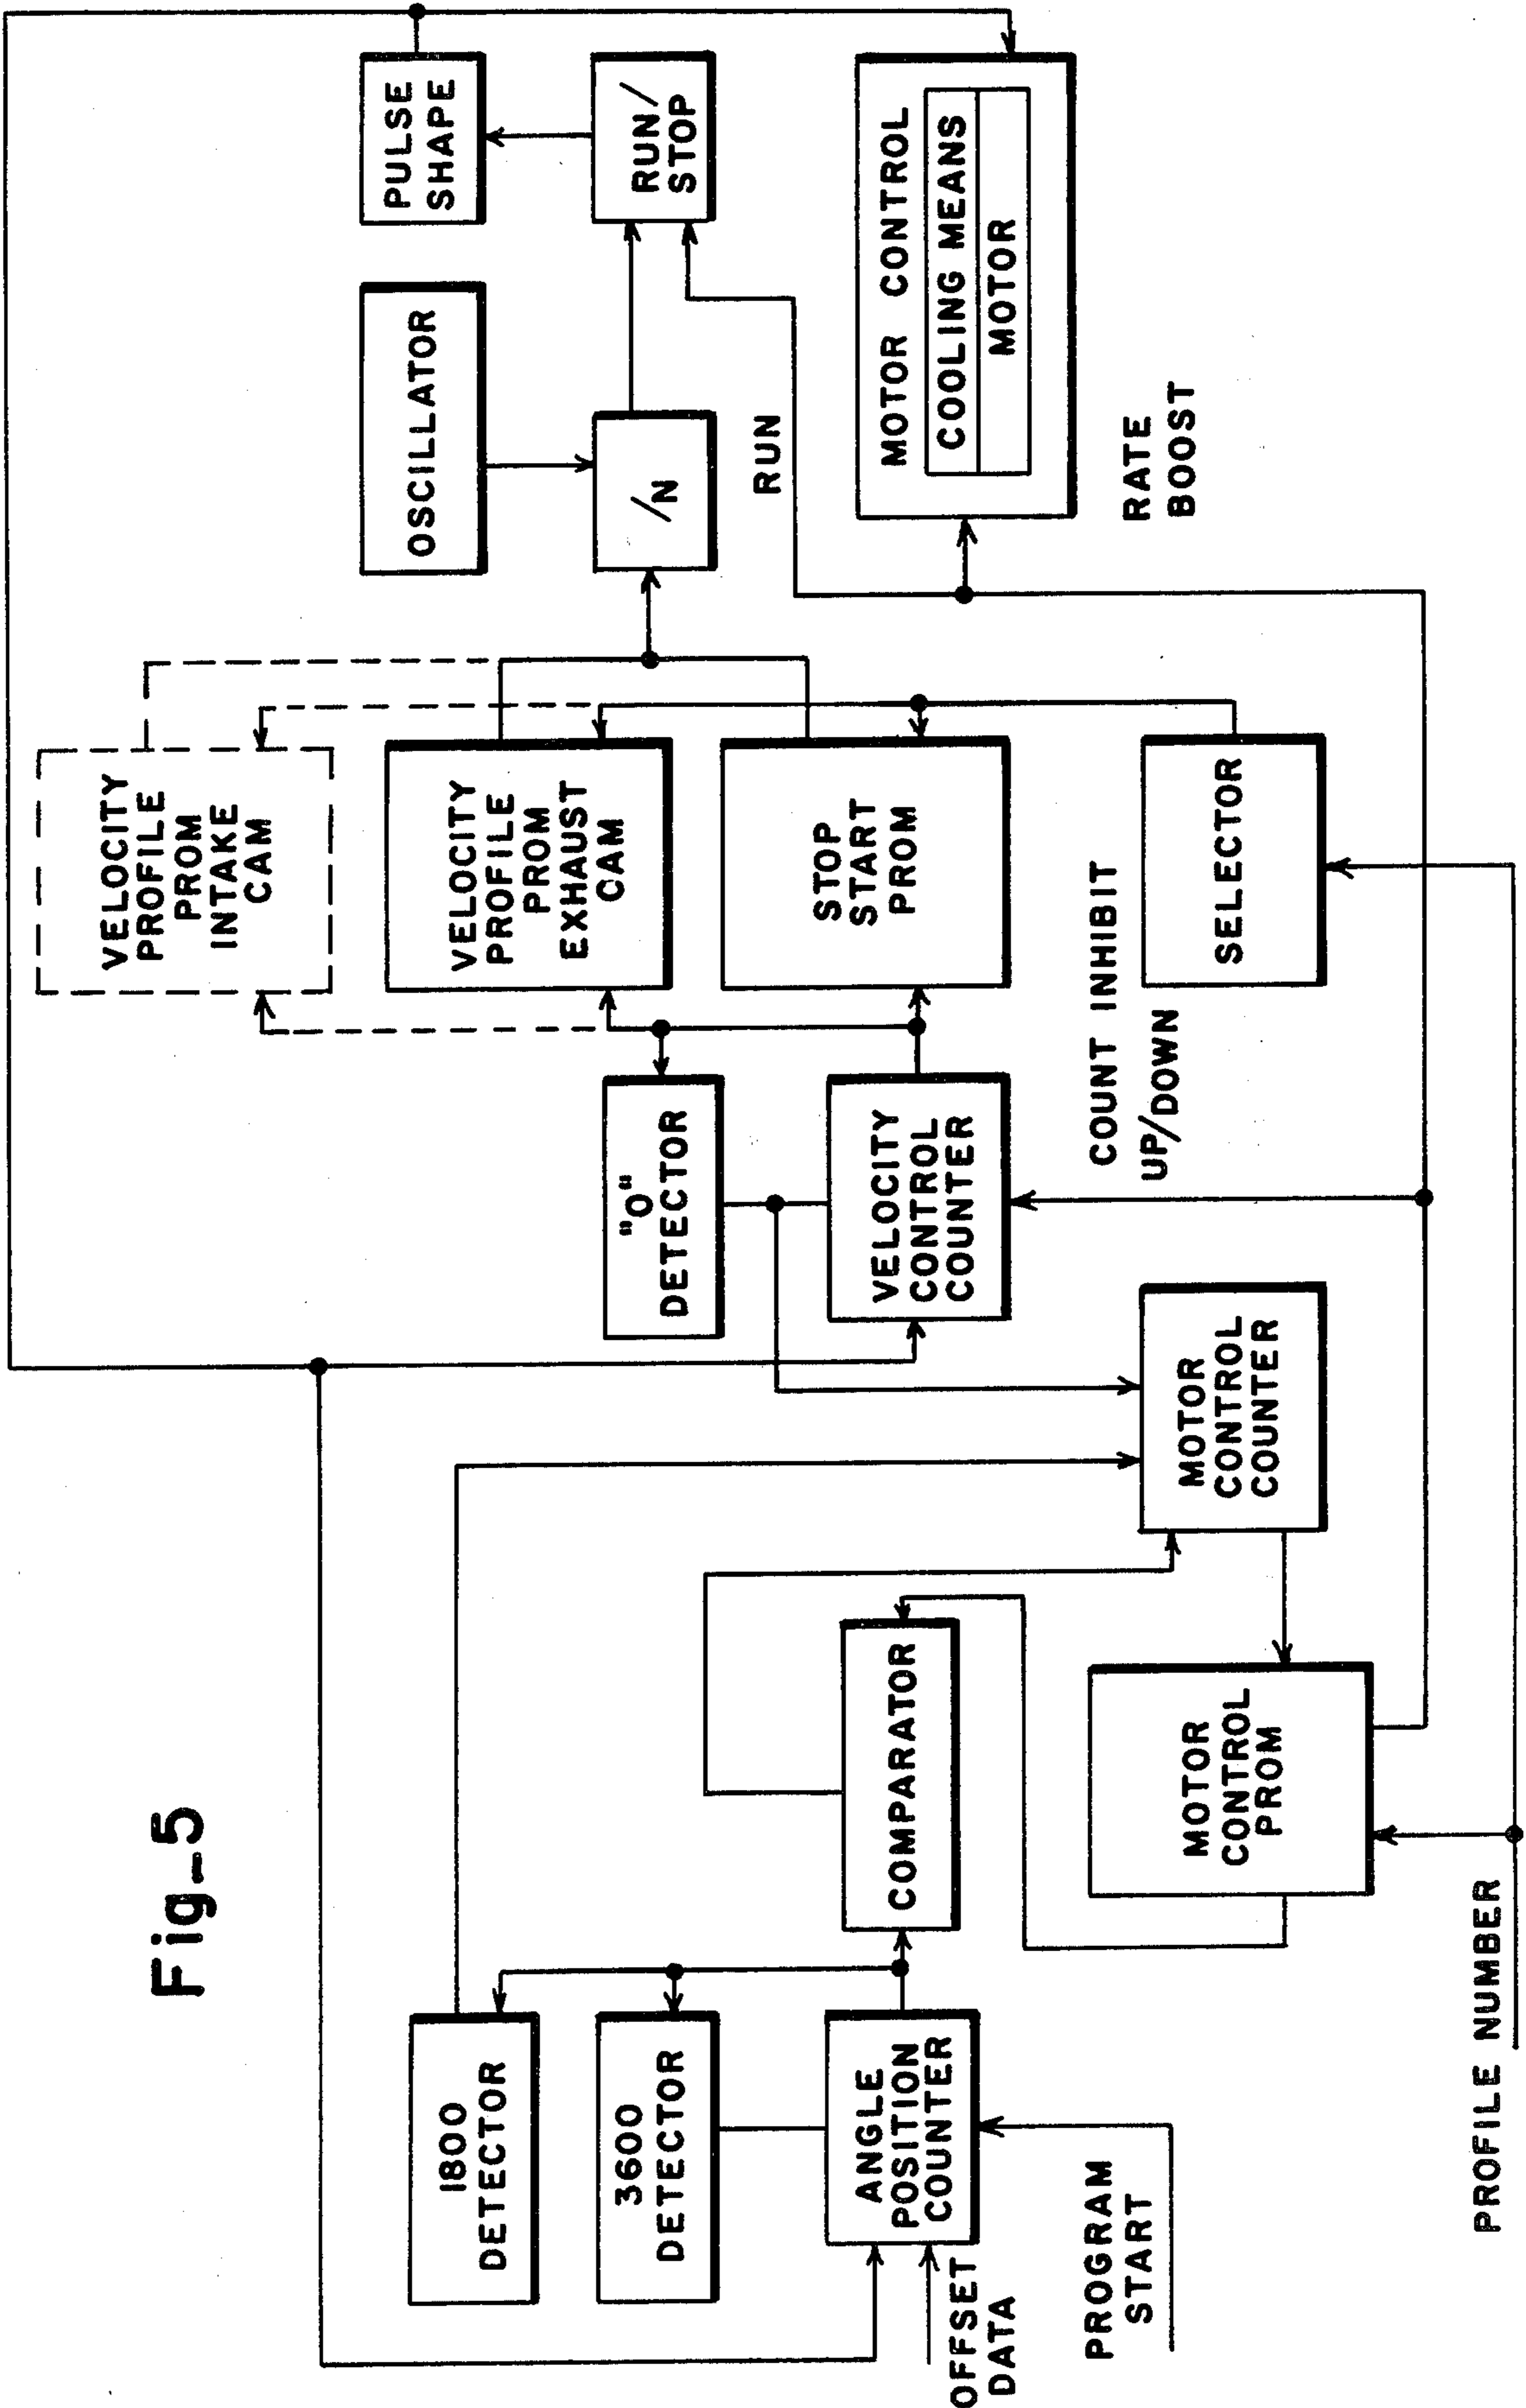 Fig_5
1800
DETECTOR
3600
DETECTOR
ANGLE
POSITION
COUNTER
OFFSET
DATA
PROGRAM
START
PROFILE NUMBER
COMPARATOR
MOTOR
CONTROL
PROM
MOTOR
CONTROL
COUNTER
"O"
DETECTOR
VELOCITY
CONTROL
COUNTER
COUNT INHIBIT
UP/DOWN
VELOCITY
PROFILE
PROM
INTAKE
CAM
VELOCITY
PROFILE
PROM
EXHAUST
CAM
STOP
START
PROM
SELECTOR
OSCILLATOR
/N
RUN
PULSE
SHAPE
RUN/
STOP
MOTOR CONTROL
COOLING MEANS
MOTOR
RATE
BOOST